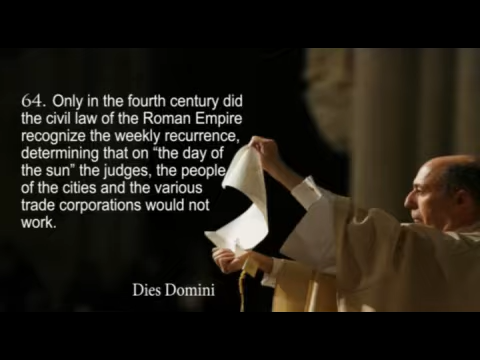 64. Only in the fourth century did
the civil law of the Roman Empire
recognize the weekly recurrence,
determining that on “the day of
the sun” the judges, the people
of the cities and the various
trade corporations would not
work.
Dies Domini